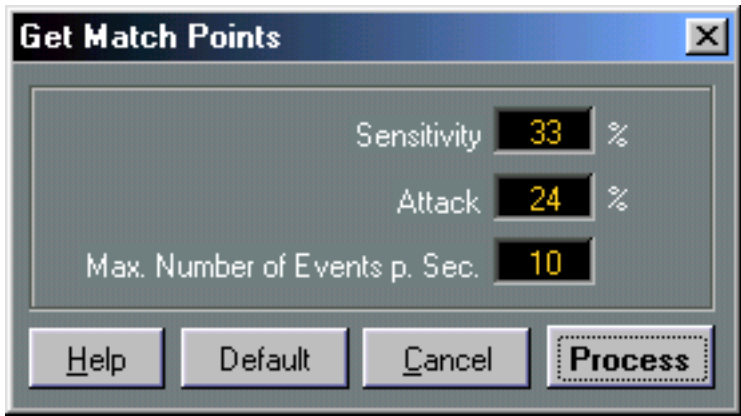 Get Match Points
Sensitivity 33 %
Attack 24 %
Max. Number of Events p. Sec. 10
Help Default Cancel Process